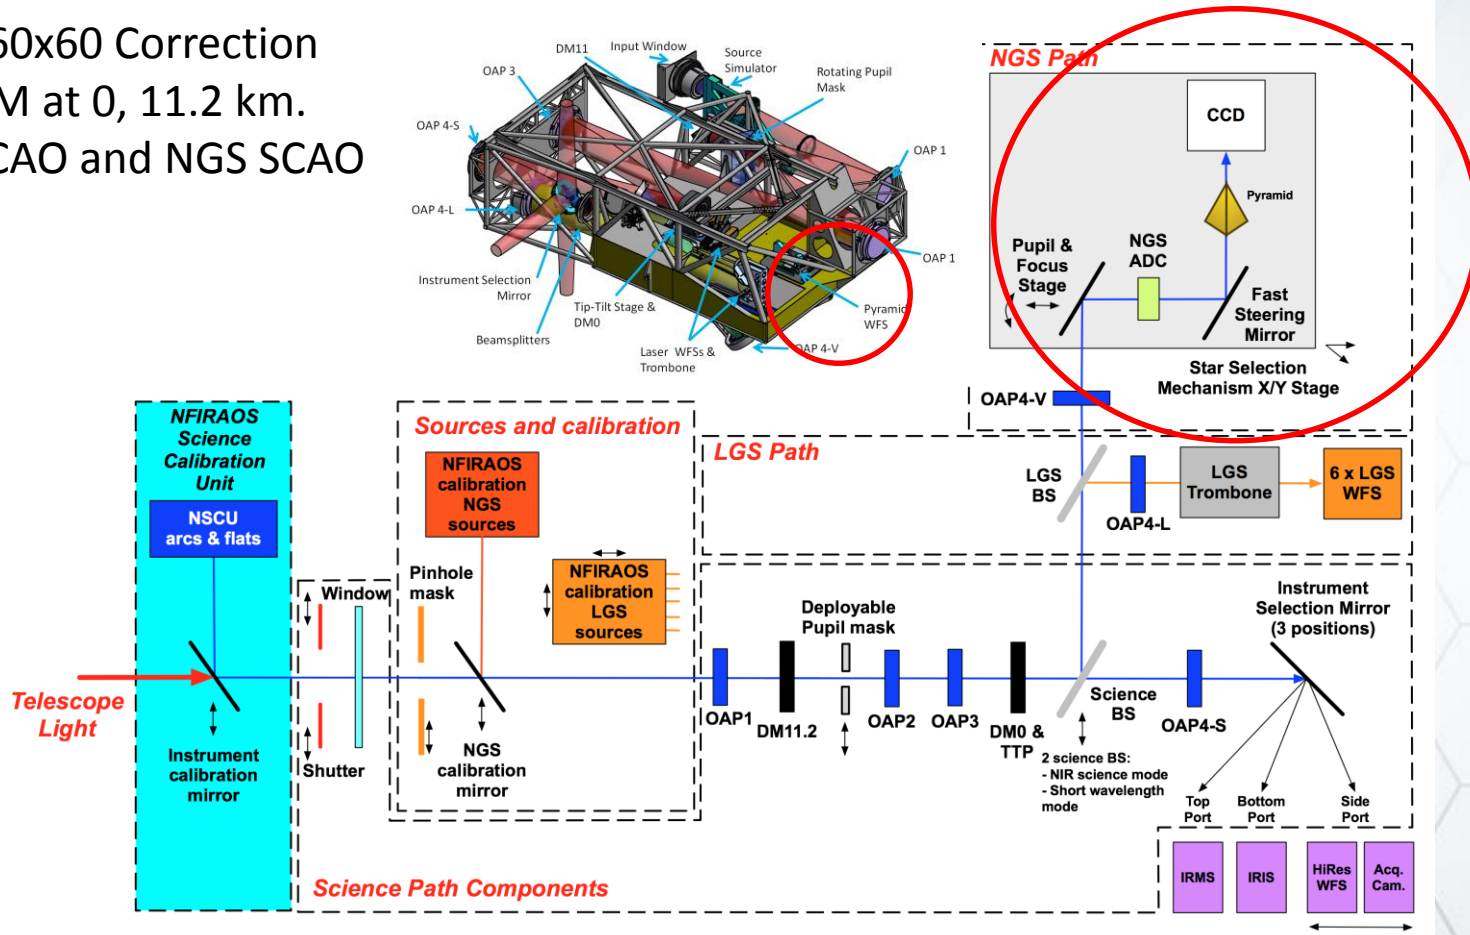 60x60 Correction
M at 0, 11.2 km.
CAO and NGS SCAO
DM11
Input Window
Source
Simulator
OAP 3
Rotating Pupil
Mask
OAP 4-S
OAP 1
OAP 4-L
OAP 1
Instrument Selection
Mirror
Tip-Tilt Stage &
DM0
Pyramid
WFS
Beamsplitters
Laser WFSs &
Trombone
OAP 4-V
NGS Path
CCD
Pyramid
Pupil &
Focus
Stage
NGS
ADC
Fast
Steering
Mirror
Star Selection
Mechanism X/Y Stage
OAP4-V
NFIRAOS
Science
Calibration
Unit
NSCU
arcs & flats
Telescope
Light
Instrument
calibration
mirror
Sources and calibration
NFIRAOS
calibration
NGS
sources
NFIRAOS
calibration
LGS
sources
Window
Pinhole
mask
Shutter
NGS
calibration
mirror
LGS Path
LGS
BS
OAP4-L
LGS
Trombone
6 x LGS
WFS
Deployable
Pupil mask
Instrument
Selection Mirror
(3 positions)
OAP1
DM11.2
OAP2
OAP3
DM0 &
TTP
Science
BS
OAP4-S
2 science BS:
- NIR science mode
- Short wavelength
mode
Top
Port
Bottom
Port
Side
Port
IRMS
IRIS
HiRes
WFS
Acq.
Cam.
Science Path Components